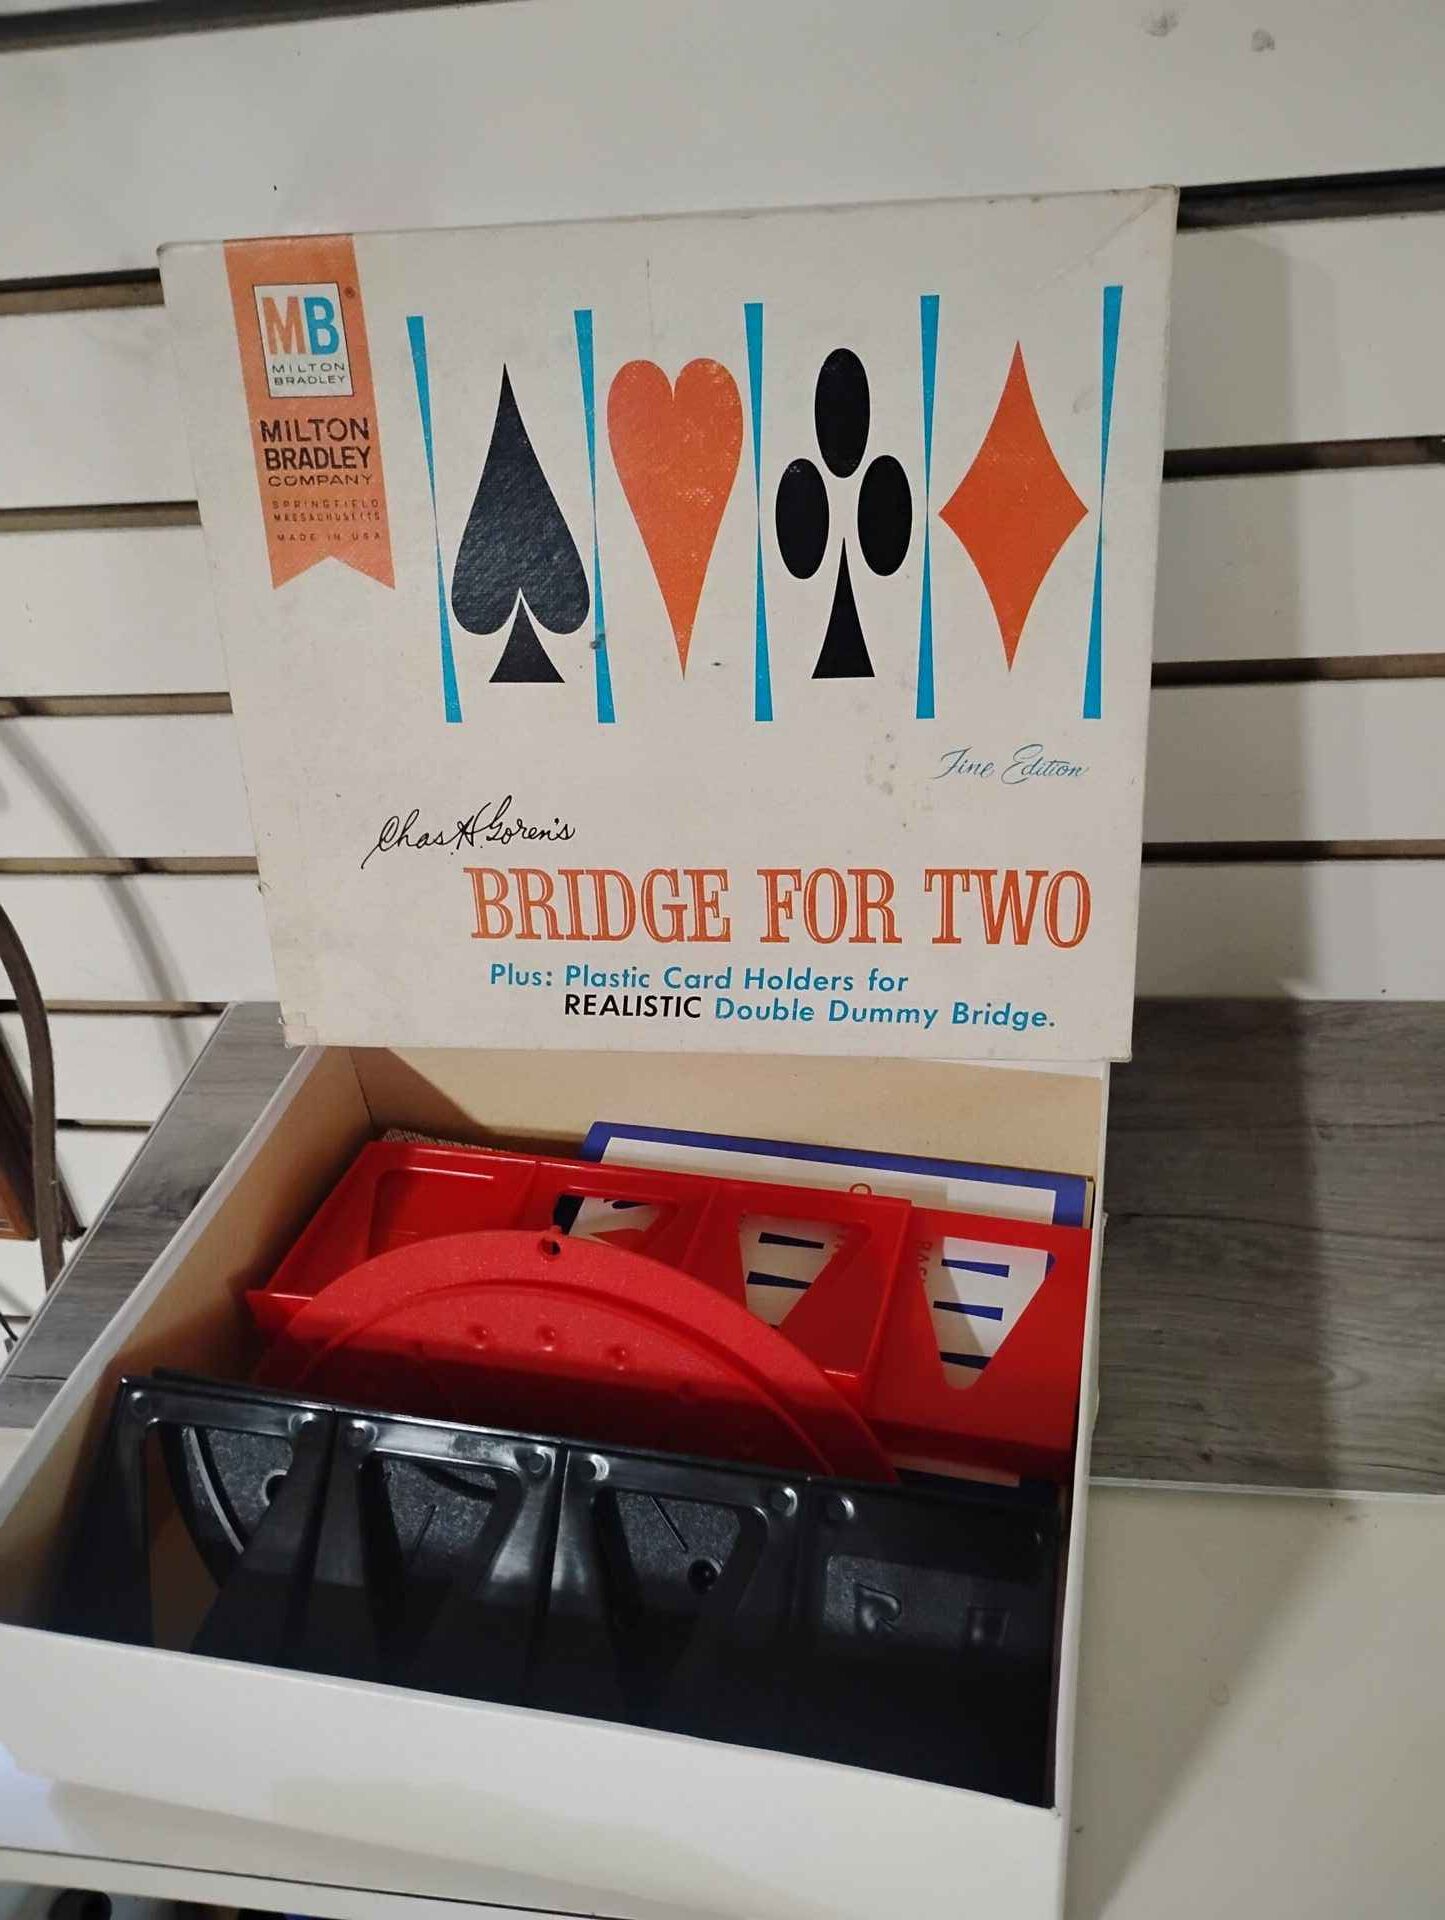 MB®
MILTON
BRADLEY
MILTON
BRADLEY
COMPANY
SPRINGFIELD
MASSACHUSETTS
MADE IN USA
Fine Edition
Chas. H. Goren's
BRIDGE FOR TWO
Plus: Plastic Card Holders for
REALISTIC Double Dummy Bridge.